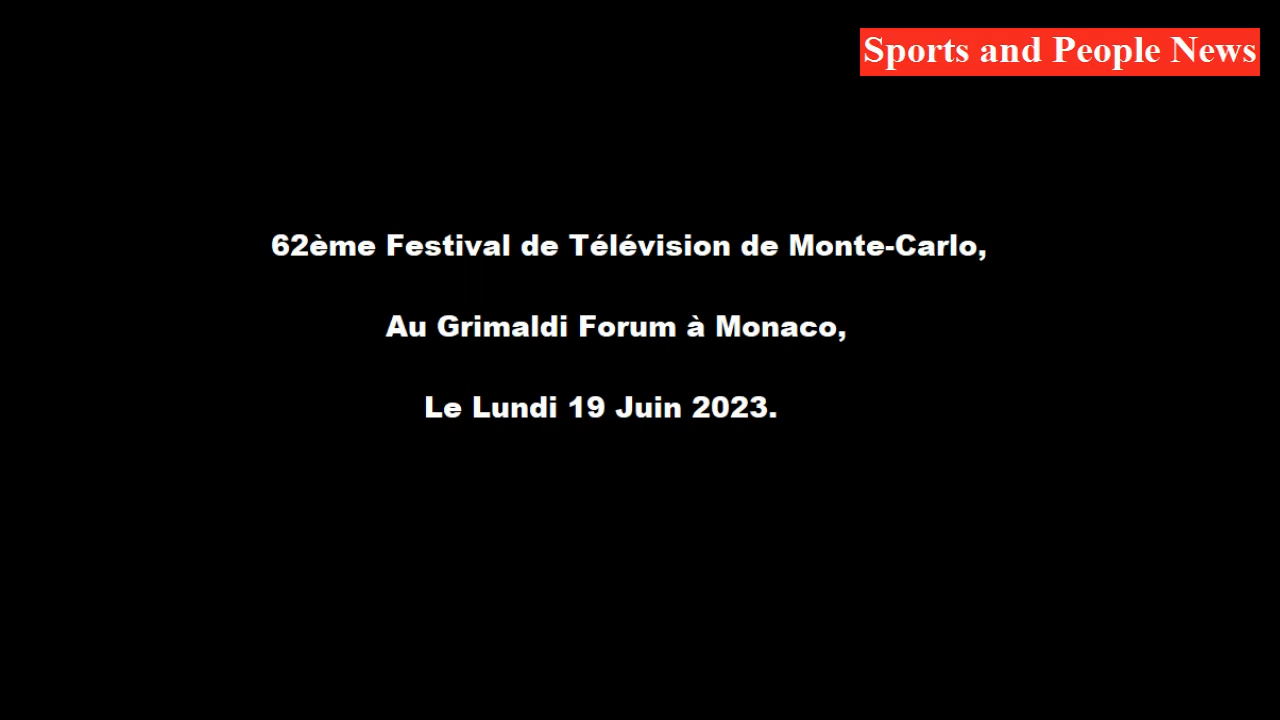 Sports and People News
62ème Festival de Télévision de Monte-Carlo,
Au Grimaldi Forum à Monaco,
Le Lundi 19 Juin 2023.